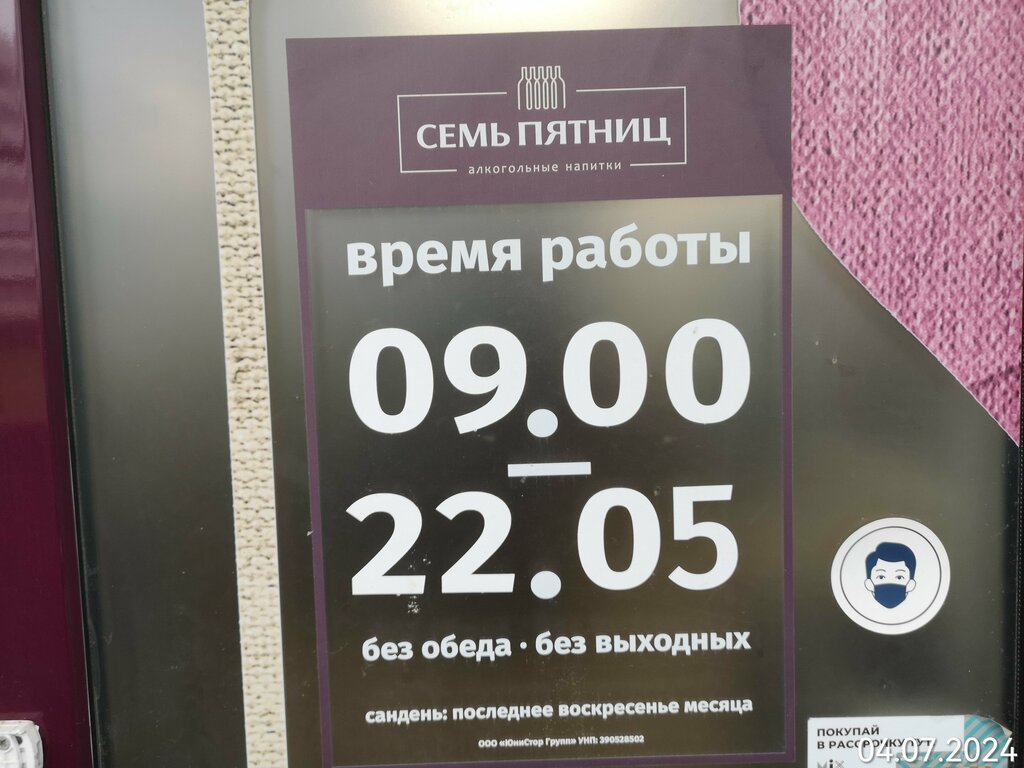 СЕМЬ ПЯТНИЦ
алкогольные напитки
время работы
09.00
—
22.05
без обеда · без выходных
сандень: последнее воскресенье месяца
ООО «ЮниСтор Групп» УНП: 390528502
ПОКУПАЙ
В РАССРОЧКУ
04.07.2024